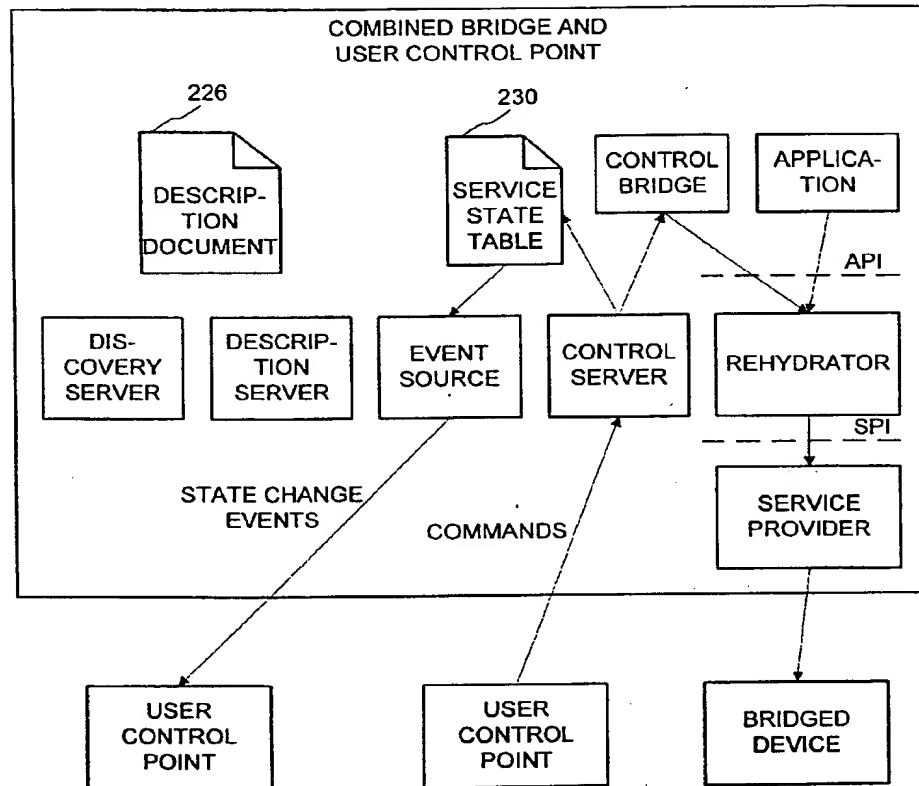 COMBINED BRIDGE AND
USER CONTROL POINT
226
230
DESCRIP-
TION
DOCUMENT
SERVICE
STATE
TABLE
CONTROL
BRIDGE
APPLICA-
TION
API
DIS-
COVERY
SERVER
DESCRIP-
TION
SERVER
EVENT
SOURCE
CONTROL
SERVER
REHYDRATOR
SPI
STATE CHANGE
EVENTS
COMMANDS
SERVICE
PROVIDER
USER
CONTROL
POINT
USER
CONTROL
POINT
BRIDGED
DEVICE